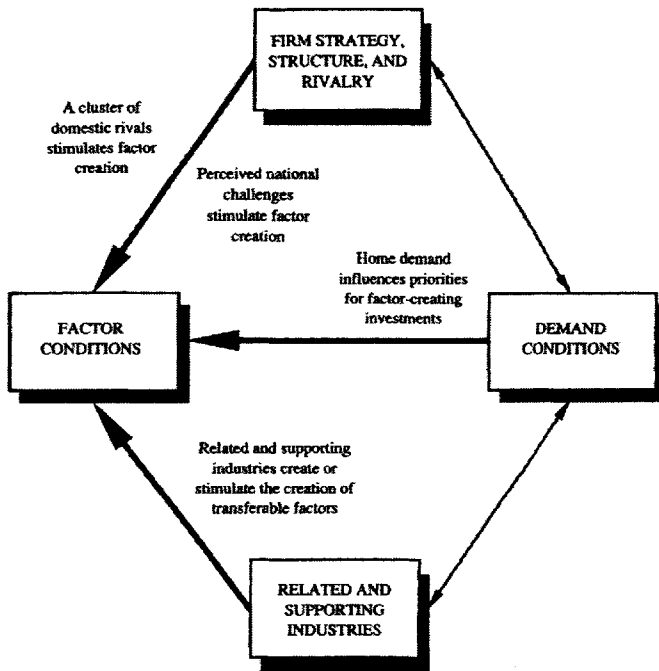 FIRM STRATEGY,
STRUCTURE, AND
RIVALRY
A cluster of
domestic rivals
stimulates factor
creation
Perceived national
challenges
stimulate factor
creation
Home demand
influences priorities
for factor-creating
investments
FACTOR
CONDITIONS
DEMAND
CONDITIONS
Related and supporting
industries create or
stimulate the creation of
transferable factors
RELATED AND
SUPPORTING
INDUSTRIES